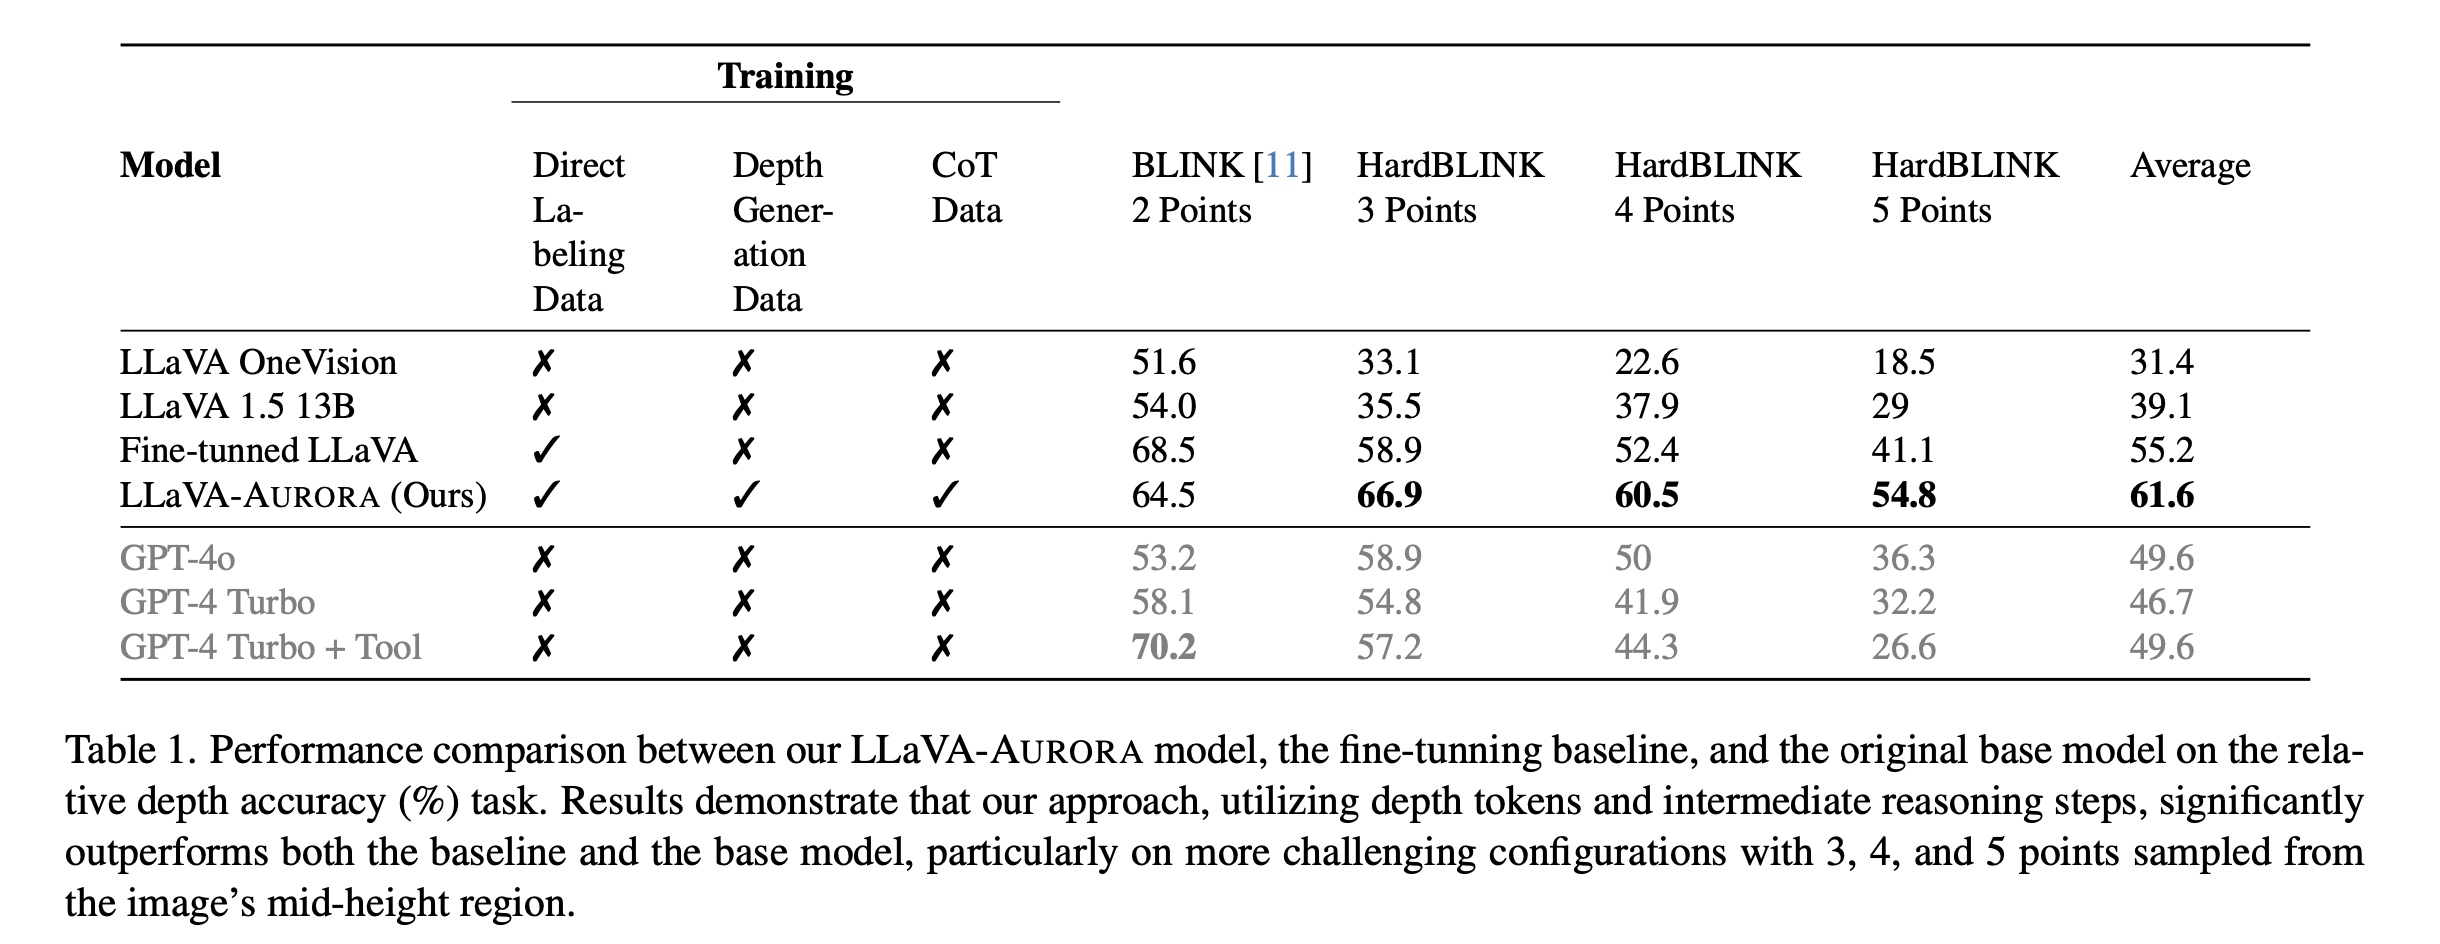 Training
Model Direct La- beling Data Depth Gener- ation Data CoT Data BLINK [11] 2 Points HardBLINK 3 Points HardBLINK 4 Points HardBLINK 5 Points Average
LLaVA OneVision ✗ ✗ ✗ 51.6 33.1 22.6 18.5 31.4
LLaVA 1.5 13B ✗ ✗ ✗ 54.0 35.5 37.9 29 39.1
Fine-tunned LLaVA ✓ ✗ ✗ 68.5 58.9 52.4 41.1 55.2
LLaVA-AURORA (Ours) ✓ ✓ ✓ 64.5 66.9 60.5 54.8 61.6
GPT-4o ✗ ✗ ✗ 53.2 58.9 50 36.3 49.6
GPT-4 Turbo ✗ ✗ ✗ 58.1 54.8 41.9 32.2 46.7
GPT-4 Turbo + Tool ✗ ✗ ✗ 70.2 57.2 44.3 26.6 49.6
Table 1. Performance comparison between our LLaVA-AURORA model, the fine-tunning baseline, and the original base model on the rela-
tive depth accuracy (%) task. Results demonstrate that our approach, utilizing depth tokens and intermediate reasoning steps, significantly
outperforms both the baseline and the base model, particularly on more challenging configurations with 3, 4, and 5 points sampled from
the image's mid-height region.